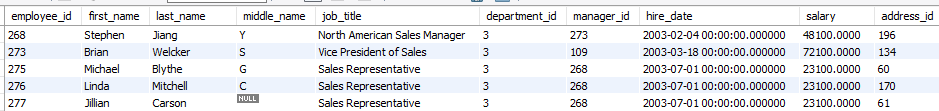 employee_id first_name last_name middle_name job_title department_id manager_id hire_date salary address_id
268 Stephen Jiang Y North American Sales Manager 3 273 2003-02-04 00:00:00.000000 48100.0000 196
273 Brian Welcker S Vice President of Sales 3 109 2003-03-18 00:00:00.000000 72100.0000 134
275 Michael Blythe G Sales Representative 3 268 2003-07-01 00:00:00.000000 23100.0000 60
276 Linda Mitchell C Sales Representative 3 268 2003-07-01 00:00:00.000000 23100.0000 170
277 Jillian Carson NULL Sales Representative 3 268 2003-07-01 00:00:00.000000 23100.0000 61